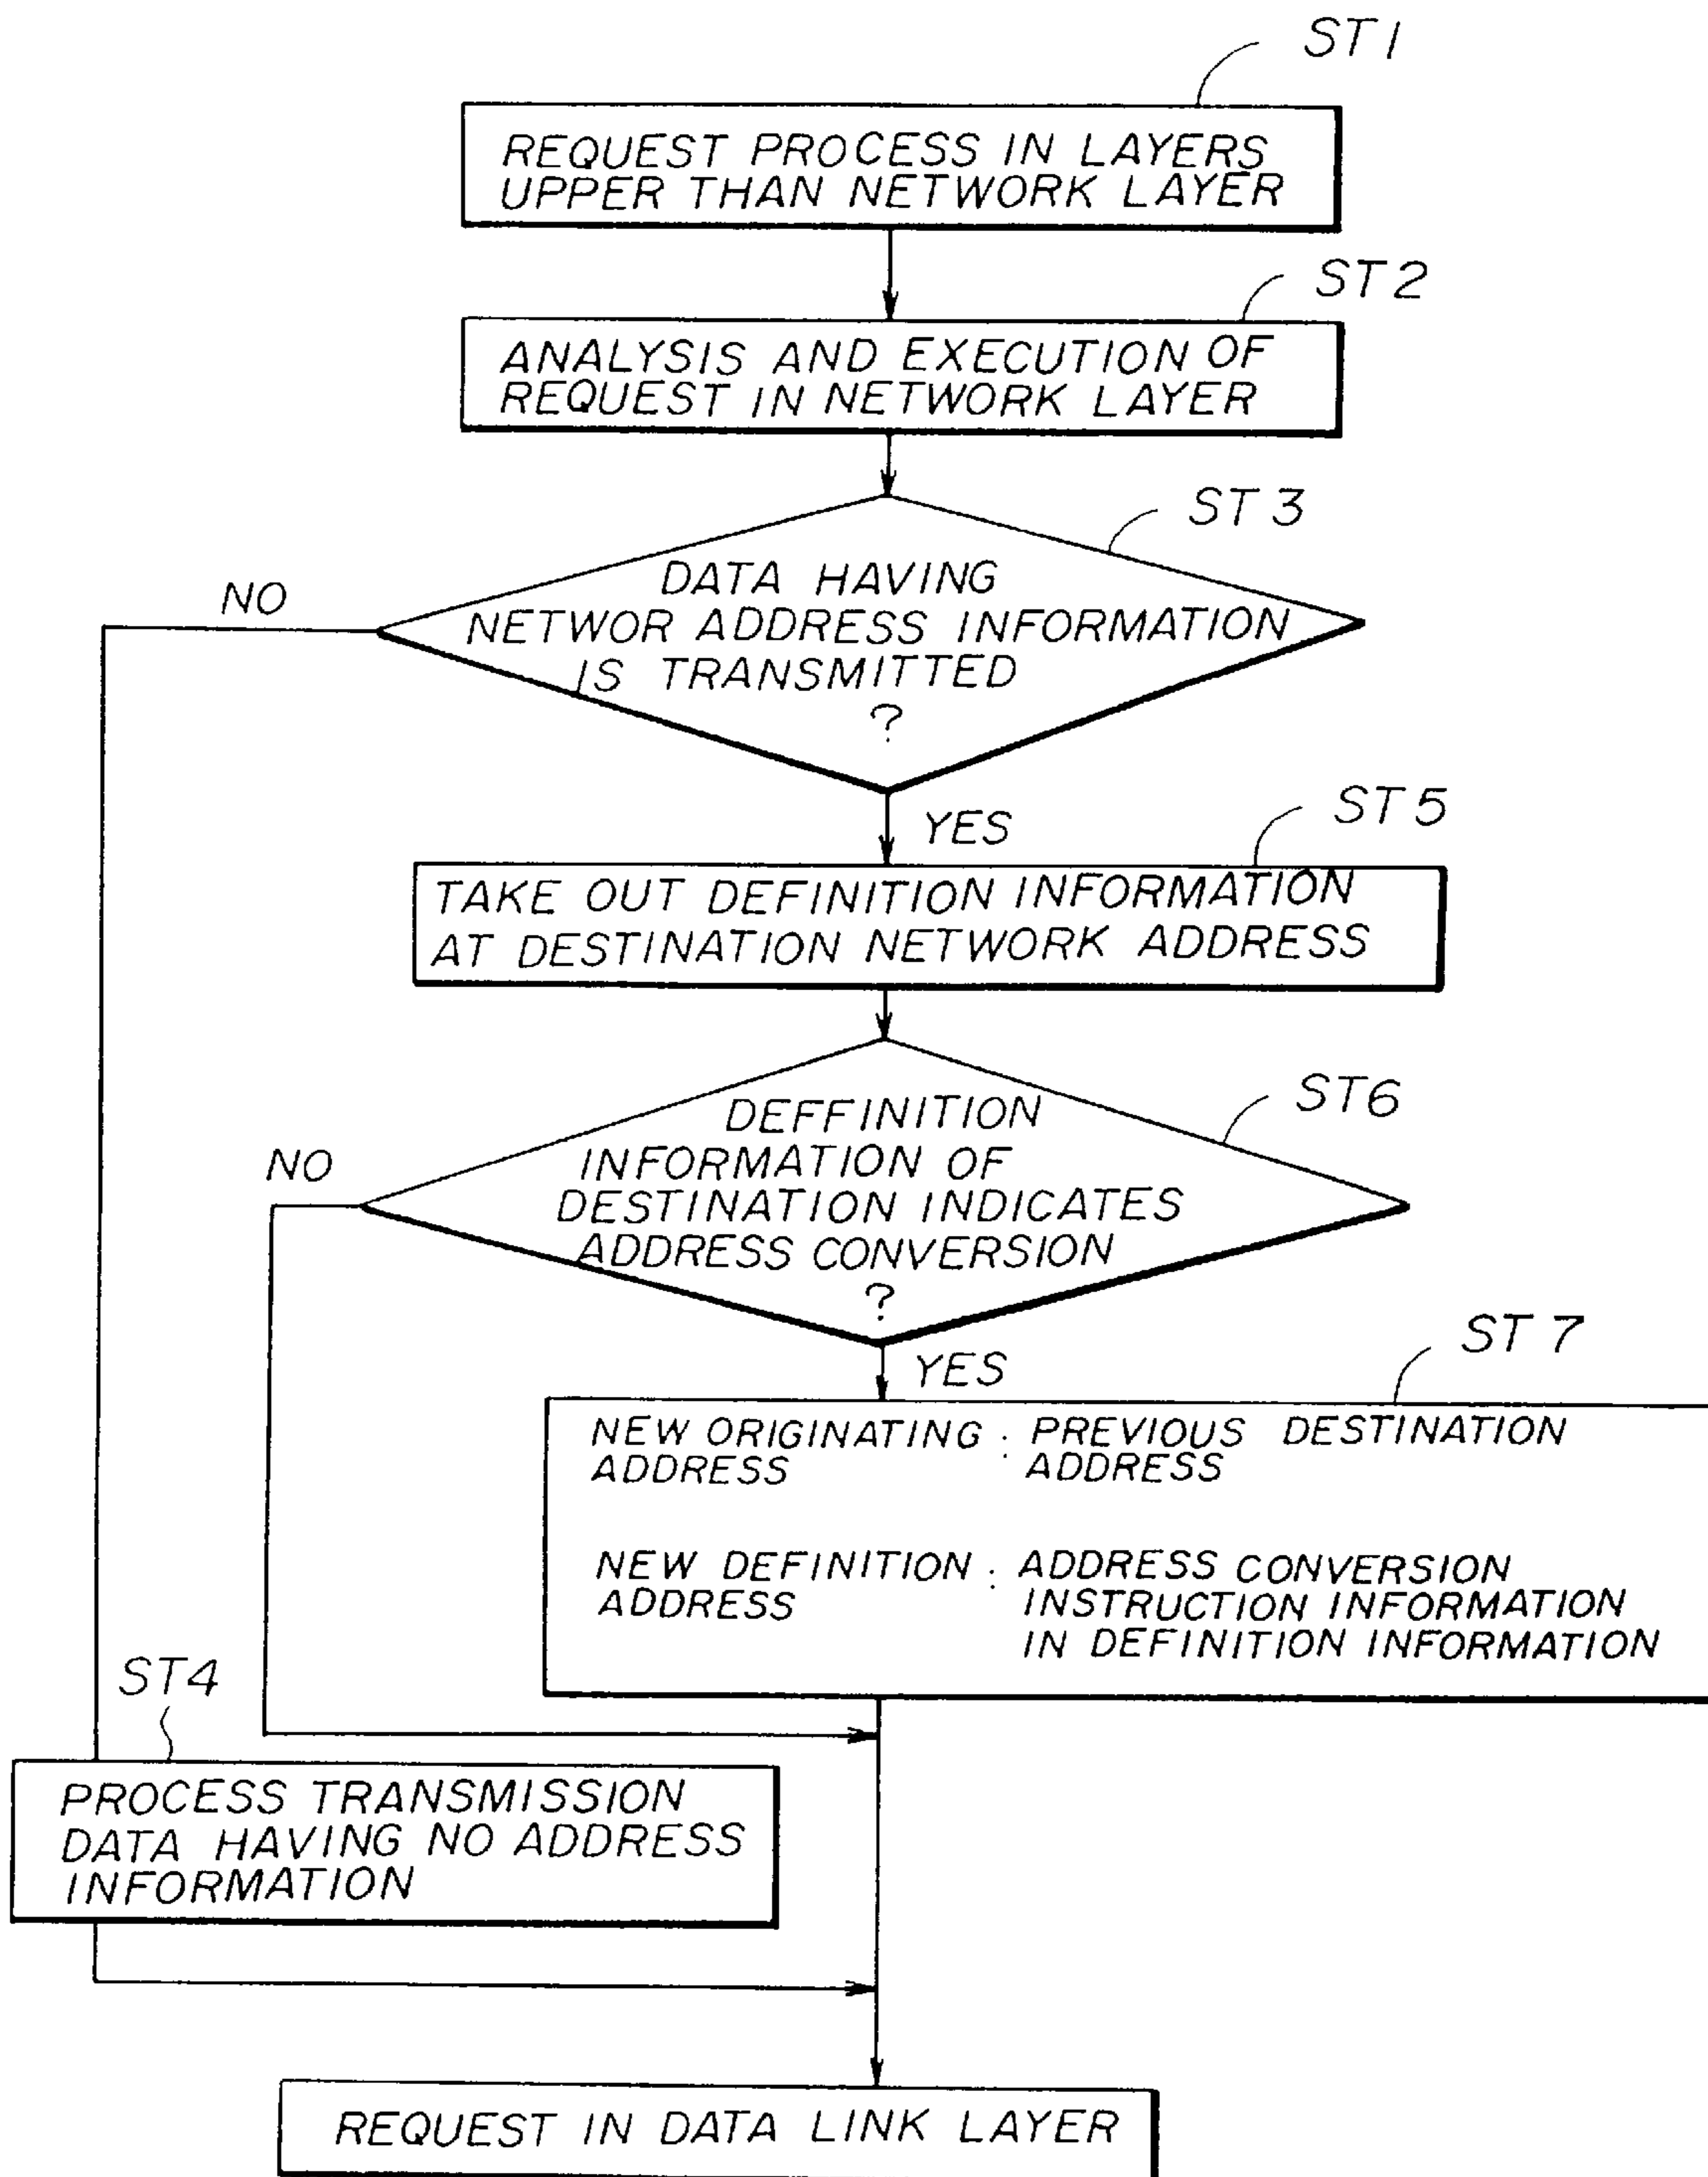 ST1
REQUEST PROCESS IN LAYERS
UPPER THAN NETWORK LAYER
ST2
ANALYSIS AND EXECUTION OF
REQUEST IN NETWORK LAYER
ST3
NO
DATA HAVING
NETWOR ADDRESS INFORMATION
IS TRANSMITTED
?
YES
ST5
TAKE OUT DEFINITION INFORMATION
AT DESTINATION NETWORK ADDRESS
ST6
NO
DEFFINITION
INFORMATION OF
DESTINATION INDICATES
ADDRESS CONVERSION
?
YES
ST7
NEW ORIGINATING : PREVIOUS DESTINATION
ADDRESS ADDRESS
NEW DEFINITION : ADDRESS CONVERSION
ADDRESS INSTRUCTION INFORMATION
IN DEFINITION INFORMATION
ST4
PROCESS TRANSMISSION
DATA HAVING NO ADDRESS
INFORMATION
REQUEST IN DATA LINK LAYER